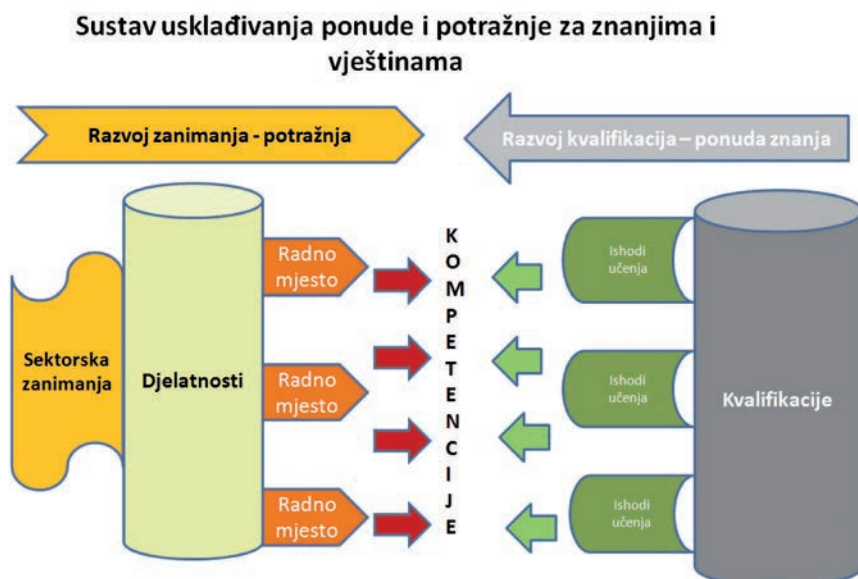 Sustav usklađivanja ponude i potražnje za znanjima i
vještinama
Razvoj zanimanja - potražnja
Razvoj kvalifikacija – ponuda znanja
Sektorska
zanimanja
Djelatnosti
Radno
mjesto
Radno
mjesto
Radno
mjesto
K
O
M
P
E
T
E
N
C
I
J
E
Ishodi
učenja
Ishodi
učenja
Ishodi
učenja
Kvalifikacije